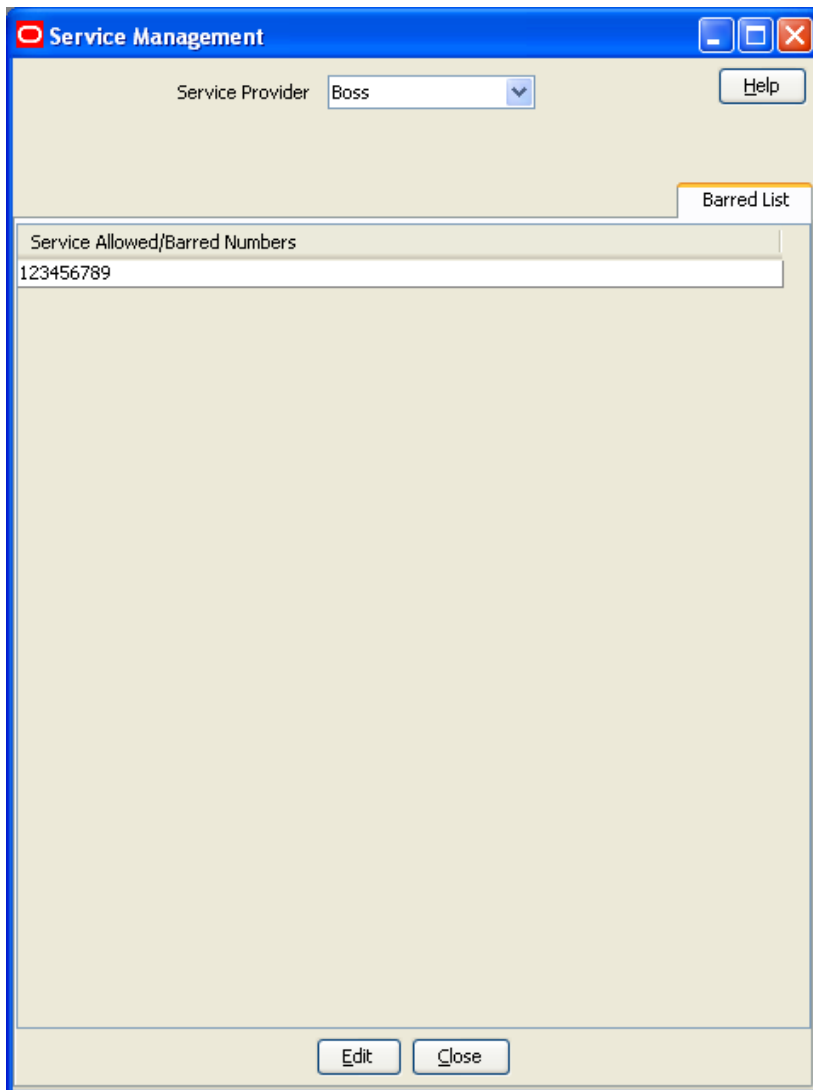 Service Management
Service Provider Boss Help
Barred List
Service Allowed/Barred Numbers
123456789
Edit Close